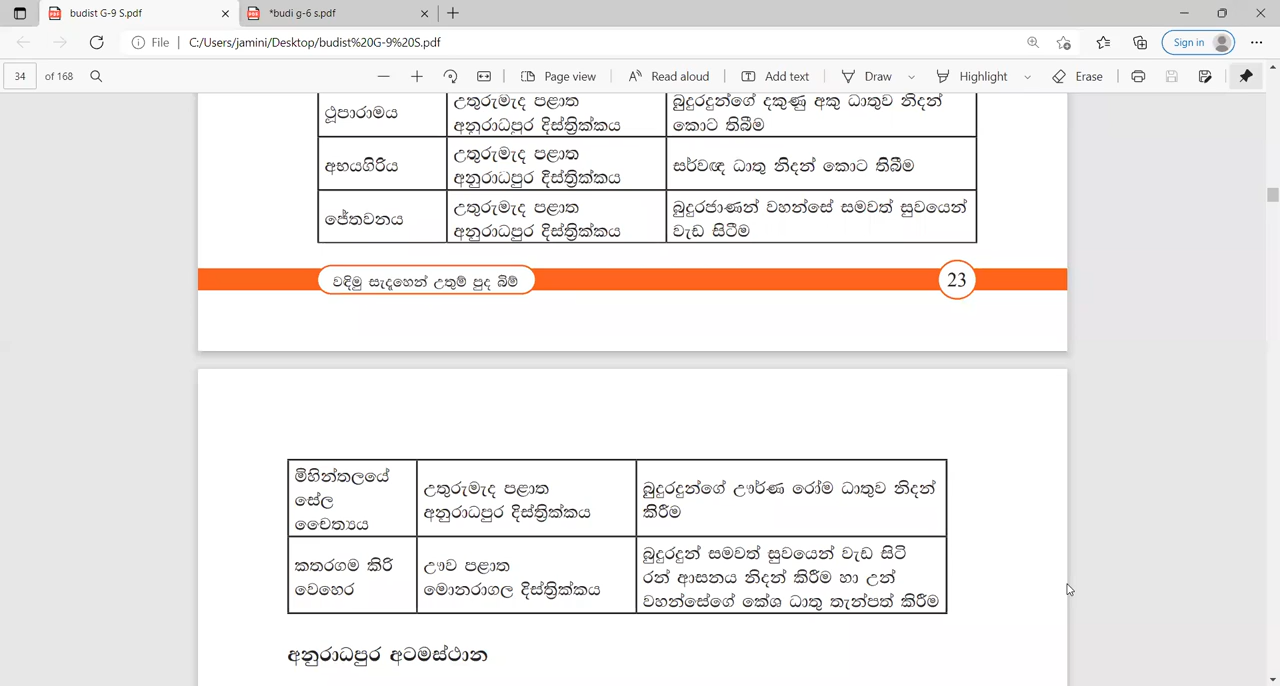 budist G-9 S.pdf
*budi g-6 s.pdf
File
C:/Users/jamini/Desktop/budist%20G-9%20S.pdf
Sign in
34 of 168
Page view
Read aloud
Add text
Draw
Highlight
Erase
ථූපාරාමය
උතුරුමැද පළාත
අනුරාධපුර දිස්ත්‍රික්කය
බුදුරදුන්ගේ දකුණු අකු ධාතුව නිදන්
කොට තිබීම
අභයගිරිය
උතුරුමැද පළාත
අනුරාධපුර දිස්ත්‍රික්කය
සර්වඥ ධාතු නිදන් කොට තිබීම
ජේතවනය
උතුරුමැද පළාත
අනුරාධපුර දිස්ත්‍රික්කය
බුදුරජාණන් වහන්සේ සමවත් සුවයෙන්
වැඩ සිටීම
වඳිමු සැදැහෙන් උතුම් පුද බිම්
23
මිහින්තලයේ
සේල
චෛත්‍යය
උතුරුමැද පළාත
අනුරාධපුර දිස්ත්‍රික්කය
බුදුරදුන්ගේ ඌර්ණ රෝම ධාතුව නිදන්
කිරීම
කතරගම කිරි
වෙහෙර
ඌව පළාත
මොනරාගල දිස්ත්‍රික්කය
බුදුරදුන් සමවත් සුවයෙන් වැඩ සිටි
රන් ආසනය නිදන් කිරීම හා උන්
වහන්සේගේ කේශ ධාතු තැන්පත් කිරීම
අනුරාධපුර අටමස්ථාන